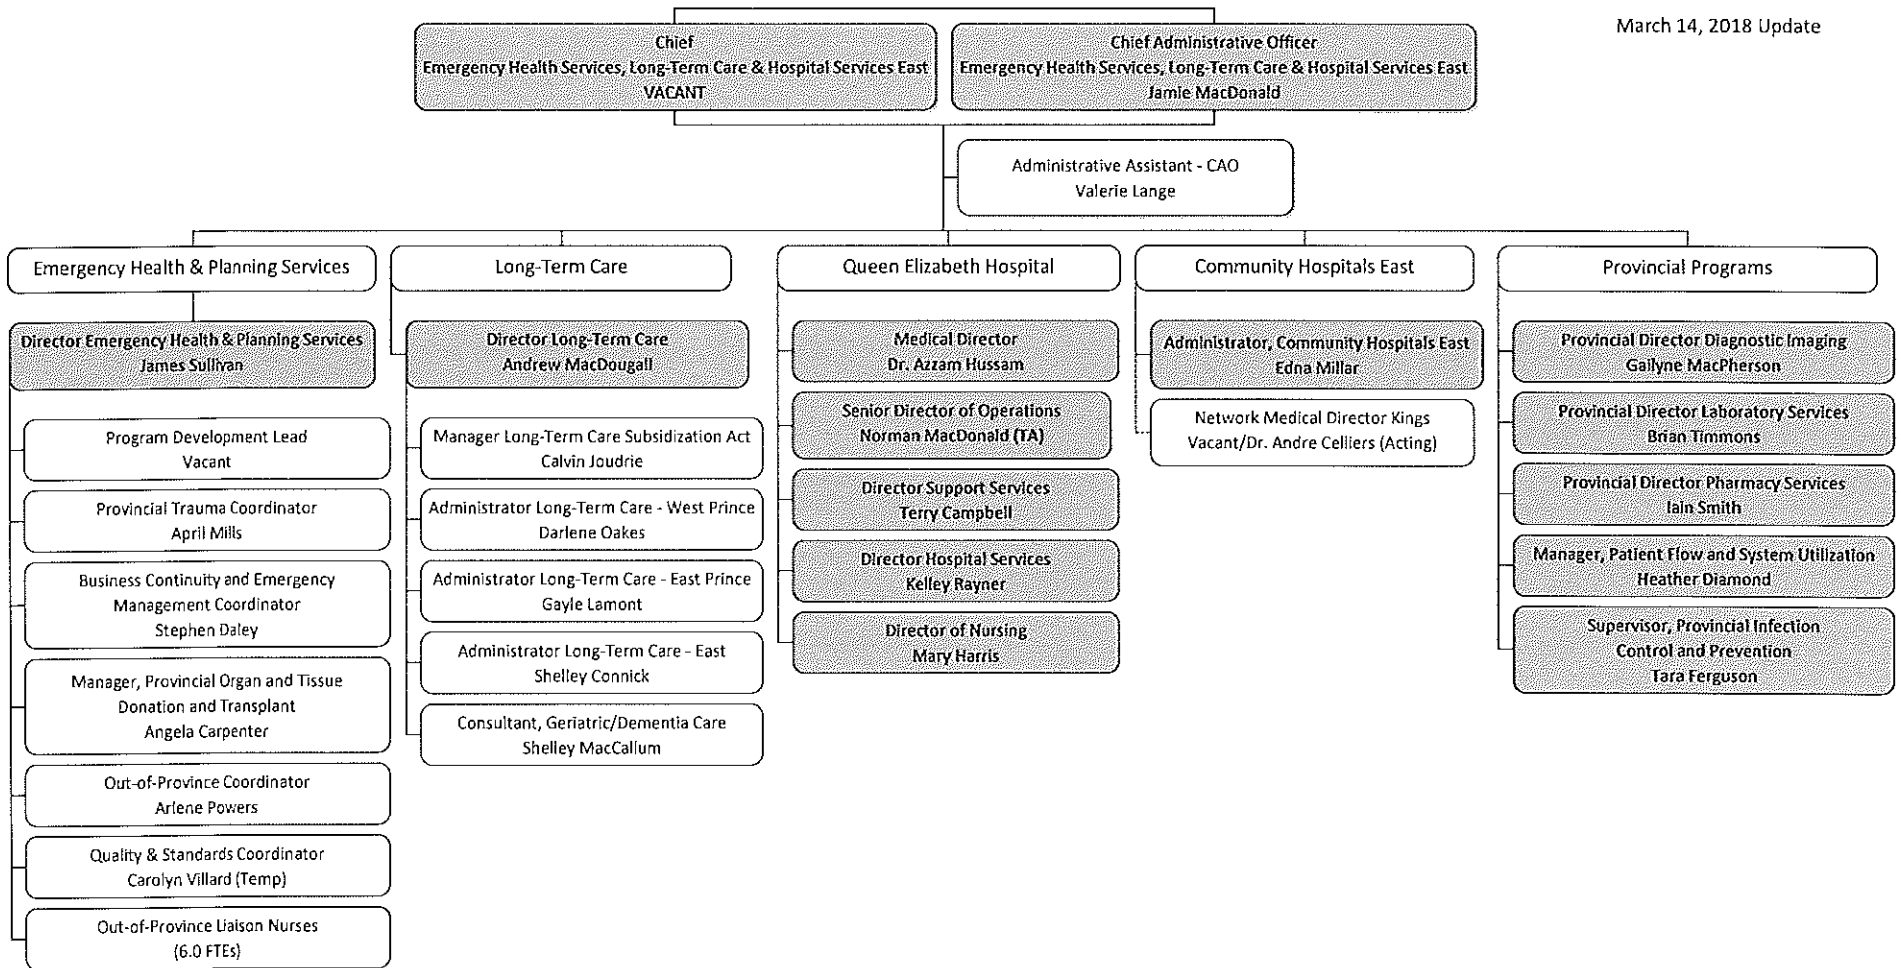 March 14, 2018 Update
Chief
Emergency Health Services, Long-Term Care & Hospital Services East
VACANT
Chief Administrative Officer
Emergency Health Services, Long-Term Care & Hospital Services East
Jamie MacDonald
Administrative Assistant - CAO
Valerie Lange
Emergency Health & Planning Services
Director Emergency Health & Planning Services
James Sullivan
Program Development Lead
Vacant
Provincial Trauma Coordinator
April Mills
Business Continuity and Emergency
Management Coordinator
Stephen Daley
Manager, Provincial Organ and Tissue
Donation and Transplant
Angela Carpenter
Out-of-Province Coordinator
Arlene Powers
Quality & Standards Coordinator
Carolyn Villard (Temp)
Out-of-Province Liaison Nurses
(6.0 FTEs)
Long-Term Care
Director Long-Term Care
Andrew MacDougall
Manager Long-Term Care Subsidization Act
Calvin Joudrie
Administrator Long-Term Care - West Prince
Darlene Oakes
Administrator Long-Term Care - East Prince
Gayle Lamont
Administrator Long-Term Care - East
Shelley Connick
Consultant, Geriatric/Dementia Care
Shelley MacCallum
Queen Elizabeth Hospital
Medical Director
Dr. Azzam Hussam
Senior Director of Operations
Norman MacDonald (TA)
Director Support Services
Terry Campbell
Director Hospital Services
Kelley Rayner
Director of Nursing
Mary Harris
Community Hospitals East
Administrator, Community Hospitals East
Edna Millar
Network Medical Director Kings
Vacant/Dr. Andre Celliers (Acting)
Provincial Programs
Provincial Director Diagnostic Imaging
Gailyne MacPherson
Provincial Director Laboratory Services
Brian Timmons
Provincial Director Pharmacy Services
Iain Smith
Manager, Patient Flow and System Utilization
Heather Diamond
Supervisor, Provincial Infection
Control and Prevention
Tara Ferguson